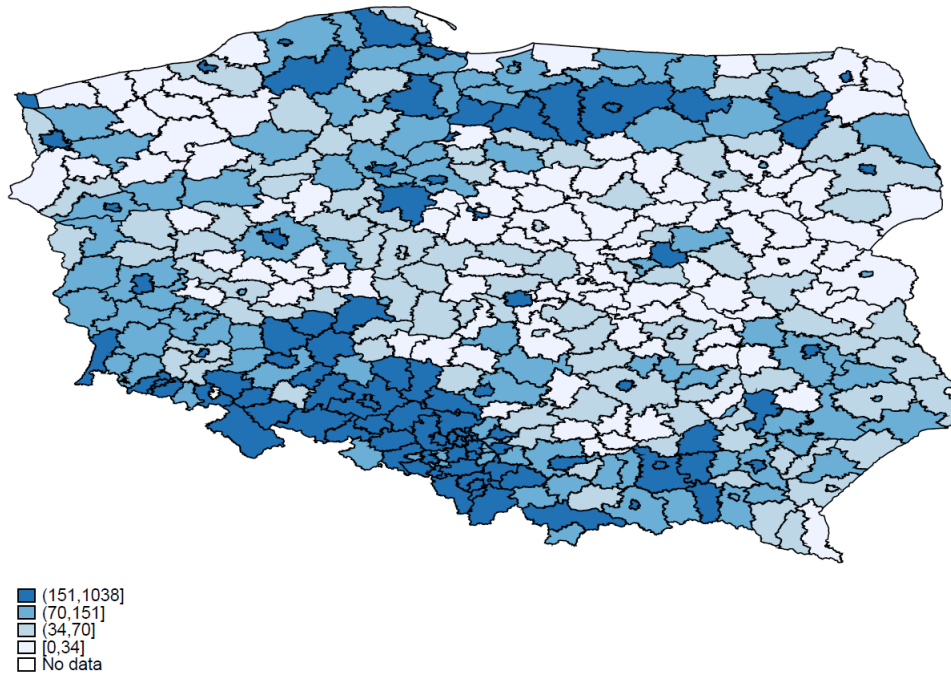 (151,1038]
(70,151]
(34,70]
[0,34]
No data